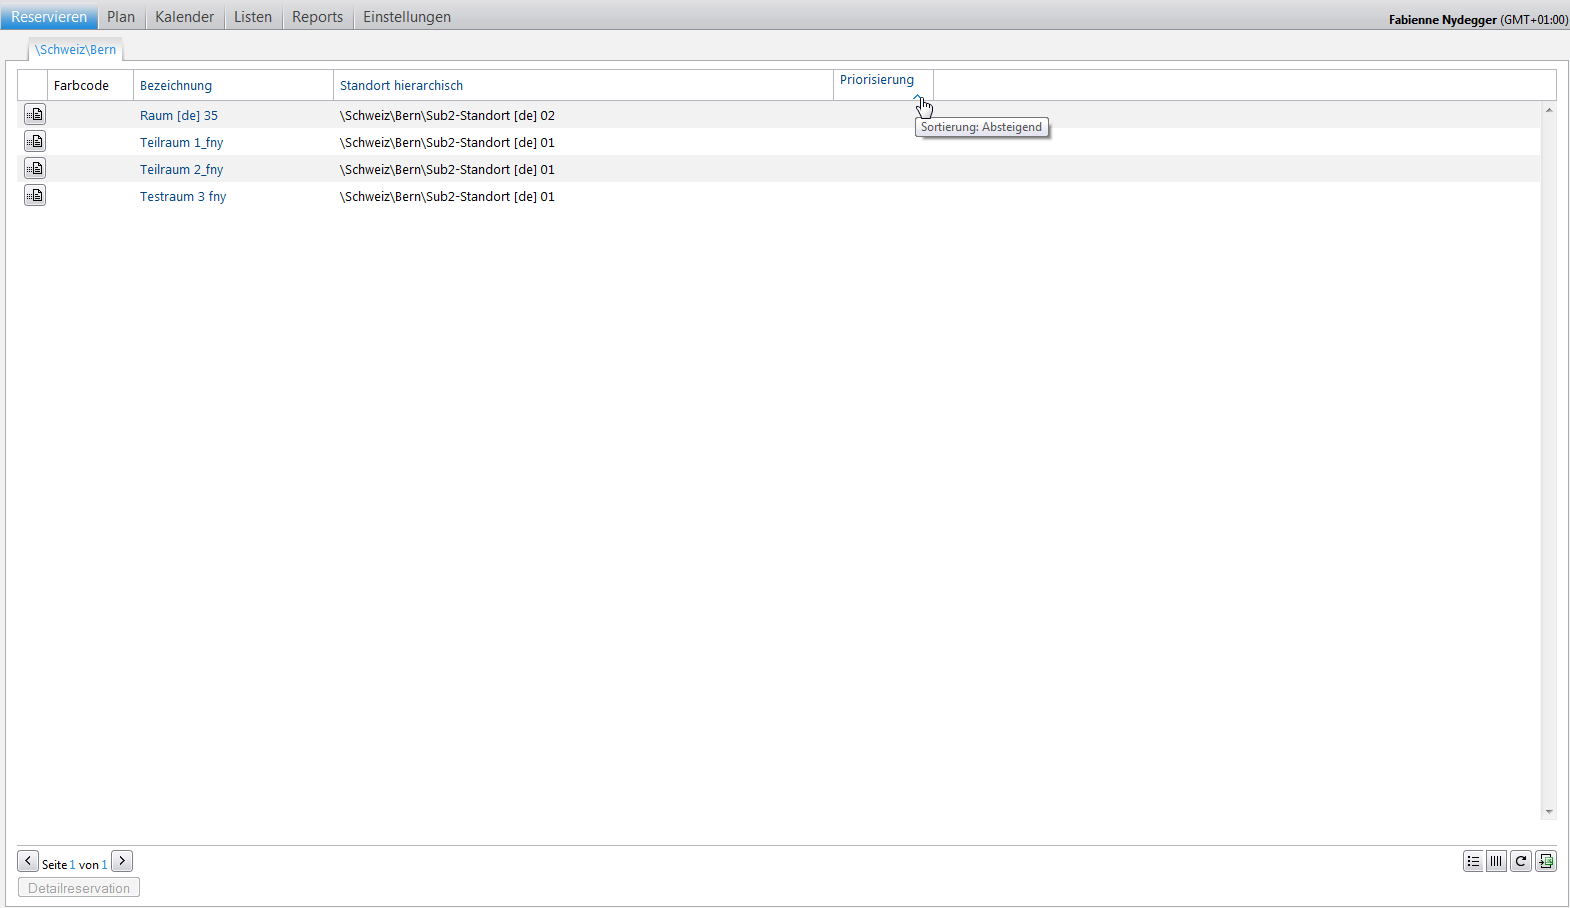 Reservieren Plan Kalender Listen Reports Einstellungen Fabienne Nydegger (GMT+01:00)
\Schweiz\Bern
Farbcode Bezeichnung Standort hierarchisch Priorisierung
Raum [de] 35 \Schweiz\Bern\Sub2-Standort [de] 02
Sortierung: Absteigend
Teilraum 1_fny \Schweiz\Bern\Sub2-Standort [de] 01
Teilraum 2_fny \Schweiz\Bern\Sub2-Standort [de] 01
Testraum 3 fny \Schweiz\Bern\Sub2-Standort [de] 01
Seite 1 von 1
Detailreservation